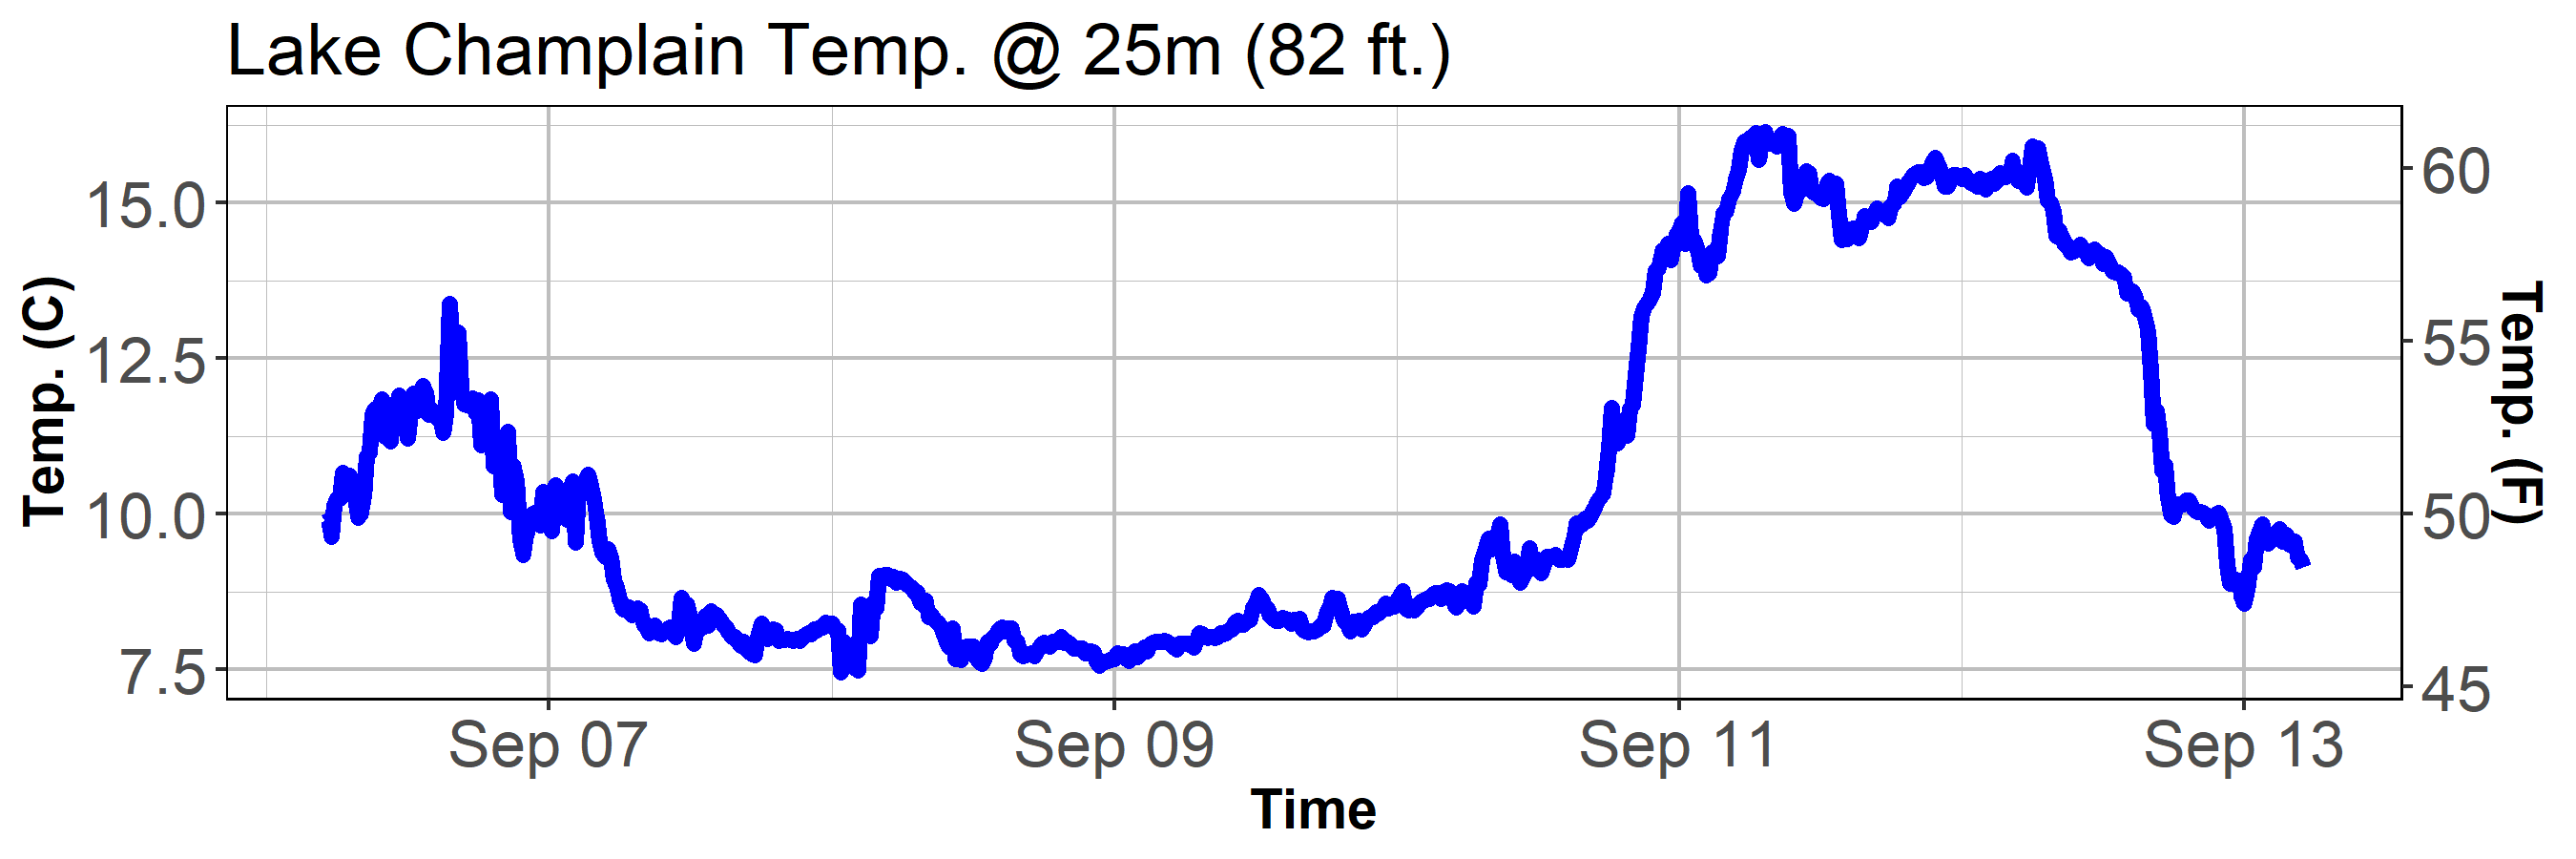 Lake Champlain Temp. @ 25m (82 ft.)
Temp. (C)
15.0
12.5
10.0
7.5
60
55
50
45
Temp. (F)
Sep 07
Sep 09
Sep 11
Sep 13
Time